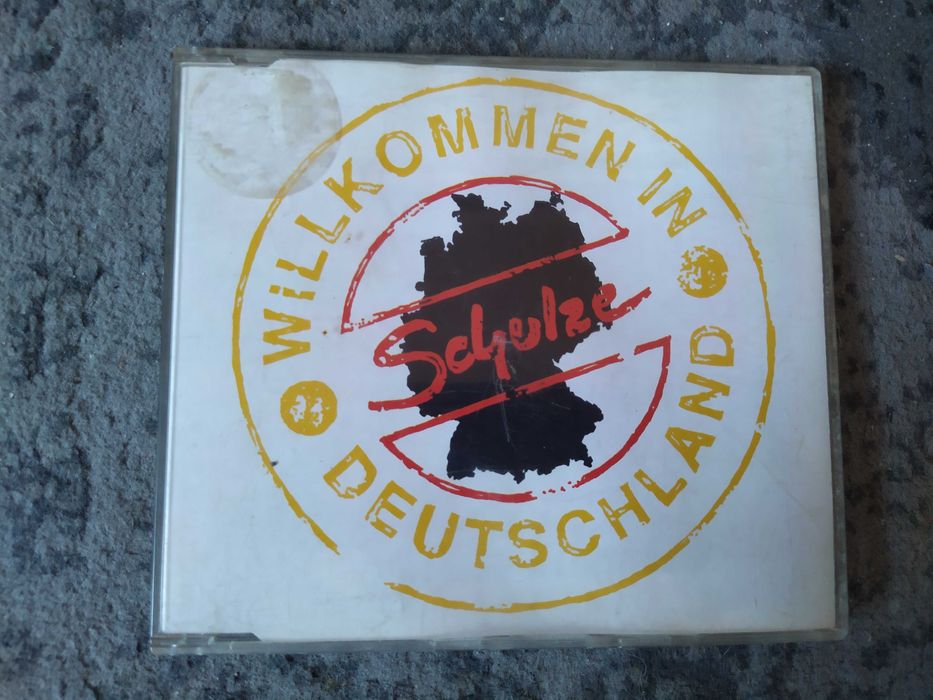 WiLLKOMMEN IN
Schulze
DEUTSCHLAND